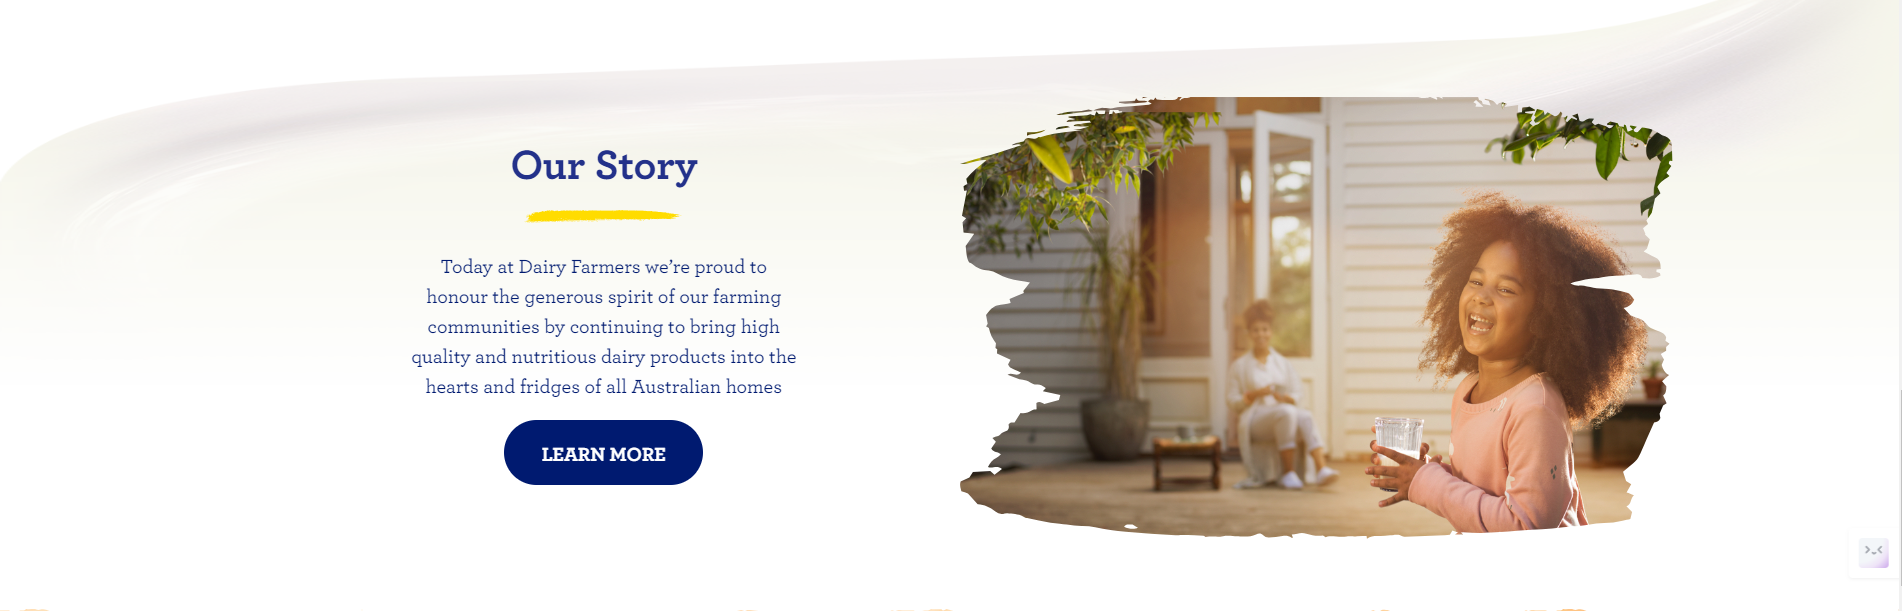 Our Story
Today at Dairy Farmers we’re proud to
honour the generous spirit of our farming
communities by continuing to bring high
quality and nutritious dairy products into the
hearts and fridges of all Australian homes
LEARN MORE